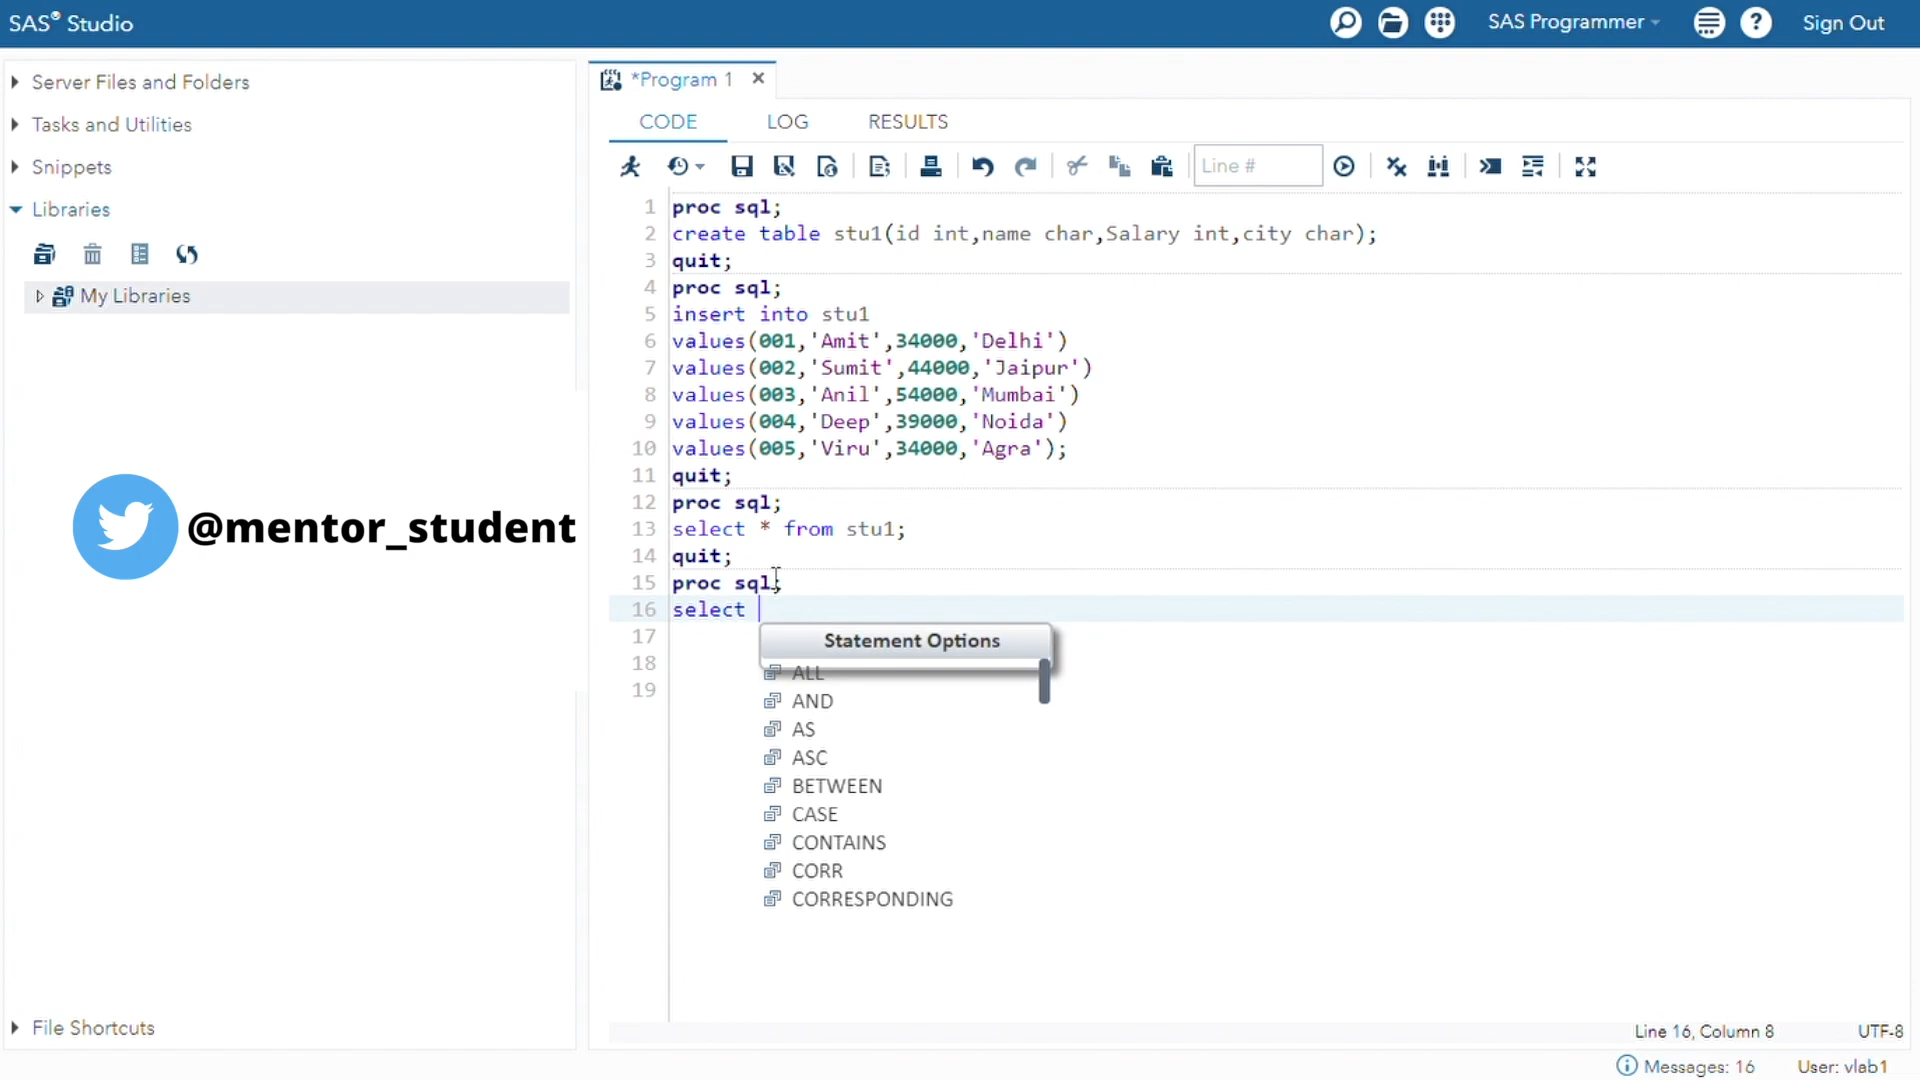 SAS® Studio
SAS Programmer
Sign Out
Server Files and Folders
Tasks and Utilities
Snippets
Libraries
My Libraries
@mentor_student
File Shortcuts
*Program 1
CODE LOG RESULTS
Line #
1 proc sql;
2 create table stu1(id int,name char,Salary int,city char);
3 quit;
4 proc sql;
5 insert into stu1
6 values(001,'Amit',34000,'Delhi')
7 values(002,'Sumit',44000,'Jaipur')
8 values(003,'Anil',54000,'Mumbai')
9 values(004,'Deep',39000,'Noida')
10 values(005,'Viru',34000,'Agra');
11 quit;
12 proc sql;
13 select * from stu1;
14 quit;
15 proc sql;
16 select
17
18
19
Statement Options
ALL
AND
AS
ASC
BETWEEN
CASE
CONTAINS
CORR
CORRESPONDING
Line 16, Column 8
UTF-8
Messages: 16
User: vlab1